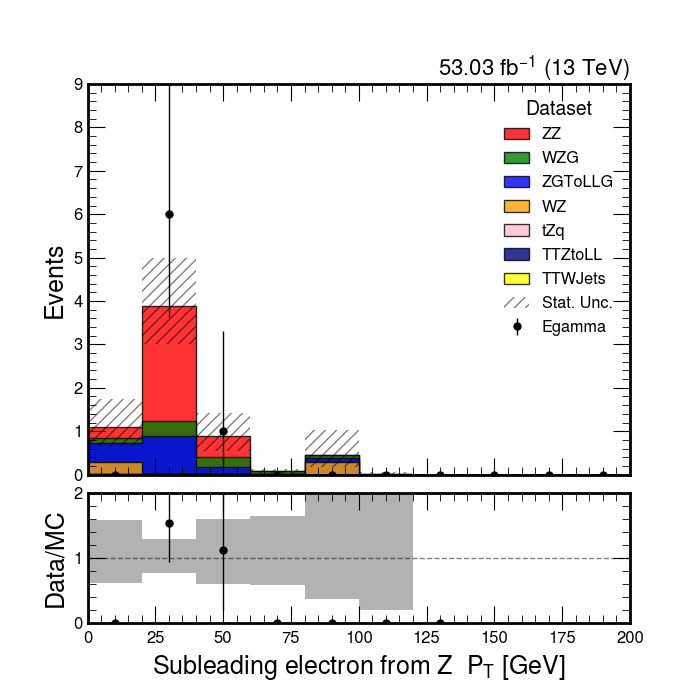 53.03 fb⁻¹ (13 TeV)
9
8
7
6
5
4
3
2
1
0
Events
Dataset
ZZ
WZG
ZGToLLG
WZ
tZq
TTZtoLL
TTWJets
Stat. Unc.
Egamma
2
1
0
Data/MC
0 25 50 75 100 125 150 175 200
Subleading electron from Z P_T [GeV]